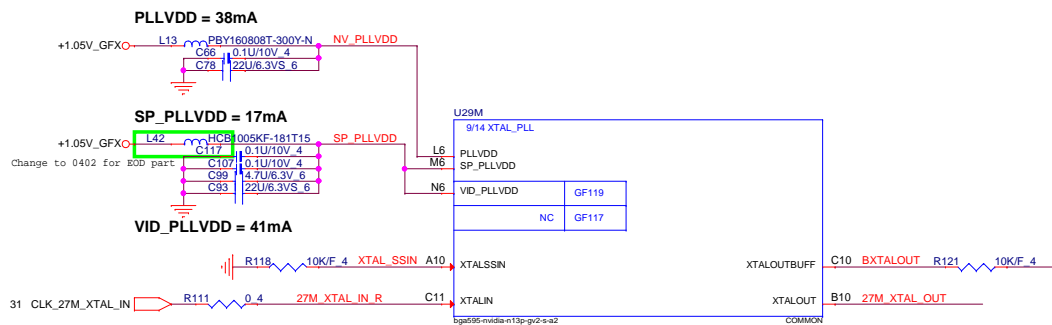 PLLVDD = 38mA
+1.05V_GFX L13 PBY160808T-300Y-N NV_PLLVDD
C66 0.1U/10V_4
C78 22U/6.3VS_6
SP_PLLVDD = 17mA
U29M
9/14 XTAL_PLL
+1.05V_GFX L42 HCB1005KF-181T15 SP_PLLVDD
Change to 0402 for EOD part
C117 0.1U/10V_4
C107 0.1U/10V_4
C99 4.7U/6.3V_6
C93 22U/6.3VS_6
L6 PLLVDD
M6 SP_PLLVDD
N6 VID_PLLVDD GF119
NC GF117
VID_PLLVDD = 41mA
R118 10K/F_4 XTAL_SSIN A10 XTALSSIN XTALOUTBUFF C10 BXTALOUT R121 10K/F_4
31 CLK_27M_XTAL_IN R111 0_4 27M_XTAL_IN_R C11 XTALIN XTALOUT B10 27M_XTAL_OUT
bga595-nvidia-n13p-gv2-s-a2 COMMON